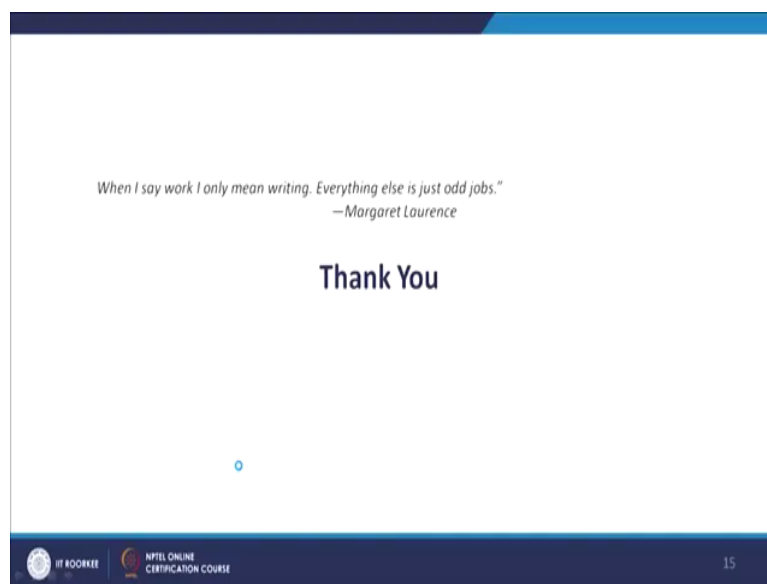 When I say work I only mean writing. Everything else is just odd jobs."
—Margaret Laurence
Thank You
IIT ROORKEE
NPTEL ONLINE
CERTIFICATION COURSE
15